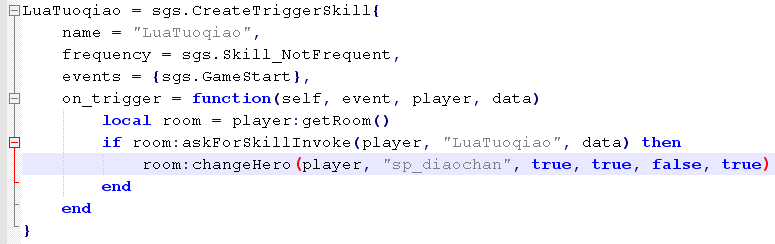 LuaTuoqiao = sgs.CreateTriggerSkill{
    name = "LuaTuoqiao",
    frequency = sgs.Skill_NotFrequent,
    events = {sgs.GameStart},
    on_trigger = function(self, event, player, data)
        local room = player:getRoom()
        if room:askForSkillInvoke(player, "LuaTuoqiao", data) then
            room:changeHero(player, "sp_diaochan", true, true, false, true)
        end
    end
}